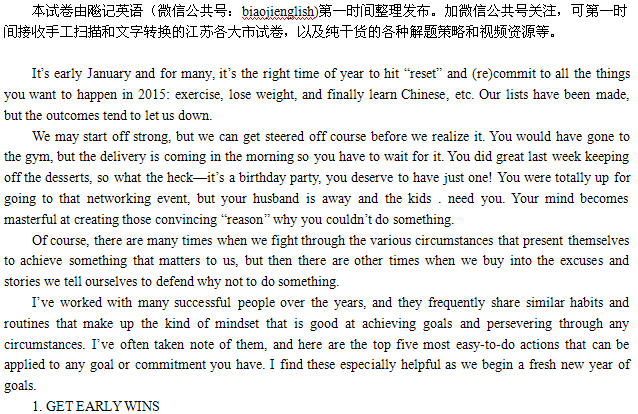 本试卷由飚记英语（微信公共号：biaojienglish)第一时间整理发布。加微信公共号关注，可第一时
间接收手工扫描和文字转换的江苏各大市试卷，以及纯干货的各种解题策略和视频资源等。
It’s early January and for many, it’s the right time of year to hit “reset” and (re)commit to all the things
you want to happen in 2015: exercise, lose weight, and finally learn Chinese, etc. Our lists have been made,
but the outcomes tend to let us down.
We may start off strong, but we can get steered off course before we realize it. You would have gone to
the gym, but the delivery is coming in the morning so you have to wait for it. You did great last week keeping
off the desserts, so what the heck—it’s a birthday party, you deserve to have just one! You were totally up for
going to that networking event, but your husband is away and the kids . need you. Your mind becomes
masterful at creating those convincing “reason” why you couldn’t do something.
Of course, there are many times when we fight through the various circumstances that present themselves
to achieve something that matters to us, but then there are other times when we buy into the excuses and
stories we tell ourselves to defend why not to do something.
I’ve worked with many successful people over the years, and they frequently share similar habits and
routines that make up the kind of mindset that is good at achieving goals and persevering through any
circumstances. I’ve often taken note of them, and here are the top five most easy-to-do actions that can be
applied to any goal or commitment you have. I find these especially helpful as we begin a fresh new year of
goals.
1. GET EARLY WINS